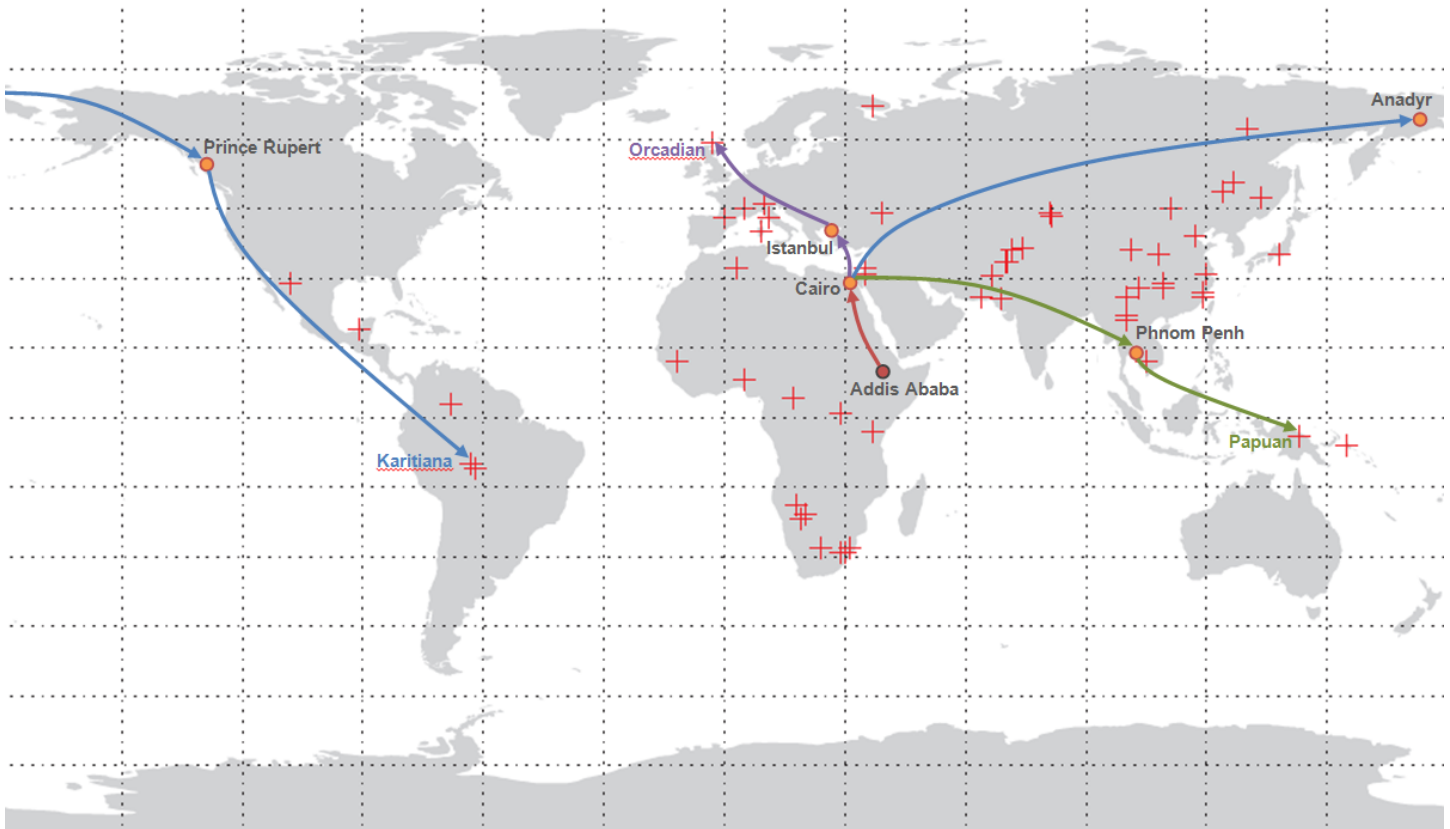 Anadyr
Prince Rupert
Orcadian
Istanbul
Cairo
Phnom Penh
Addis Ababa
Papuan
Karitiana